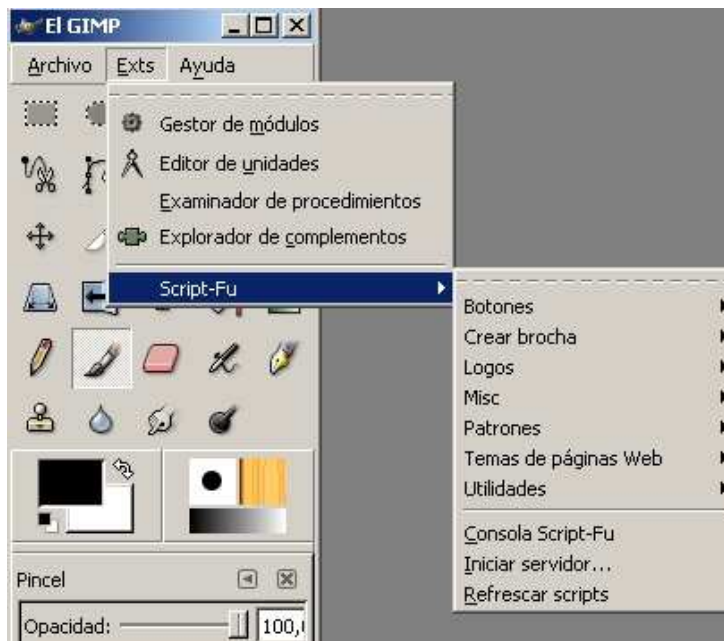 El GIMP
Archivo Exts Ayuda
Gestor de módulos
Editor de unidades
Examinador de procedimientos
Explorador de complementos
Script-Fu
Botones
Crear brocha
Logos
Misc
Patrones
Temas de páginas Web
Utilidades
Consola Script-Fu
Iniciar servidor...
Refrescar scripts
Pincel
Opacidad: 100,